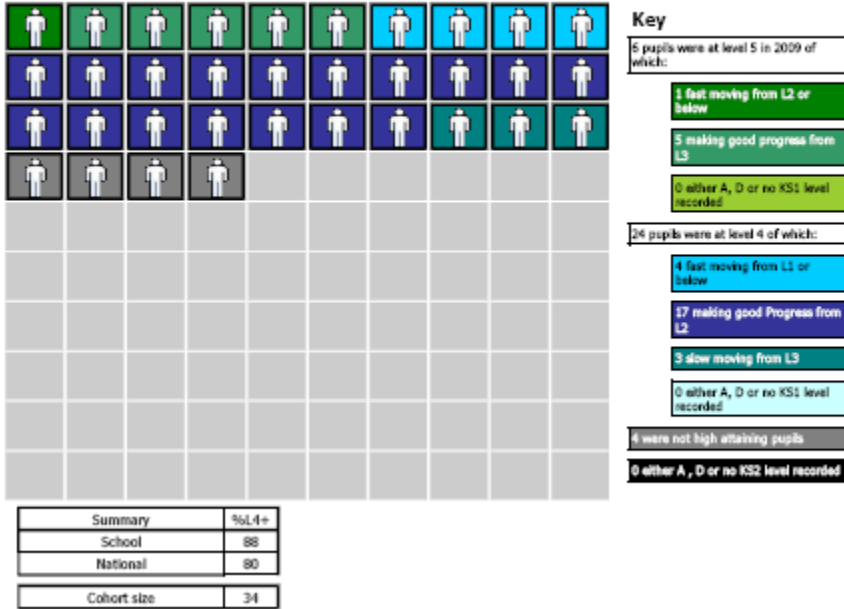 Key
6 pupils were at level 5 in 2009 of
which:
1 fast moving from L2 or
below
5 making good progress from
L3
0 either A, D or no KS1 level
recorded
24 pupils were at level 4 of which:
4 fast moving from L1 or
below
17 making good Progress from
L2
3 slow moving from L3
0 either A, D or no KS1 level
recorded
4 were not high attaining pupils
0 either A , D or no KS2 level recorded
Summary %L4+
School 88
National 80
Cohort size 34